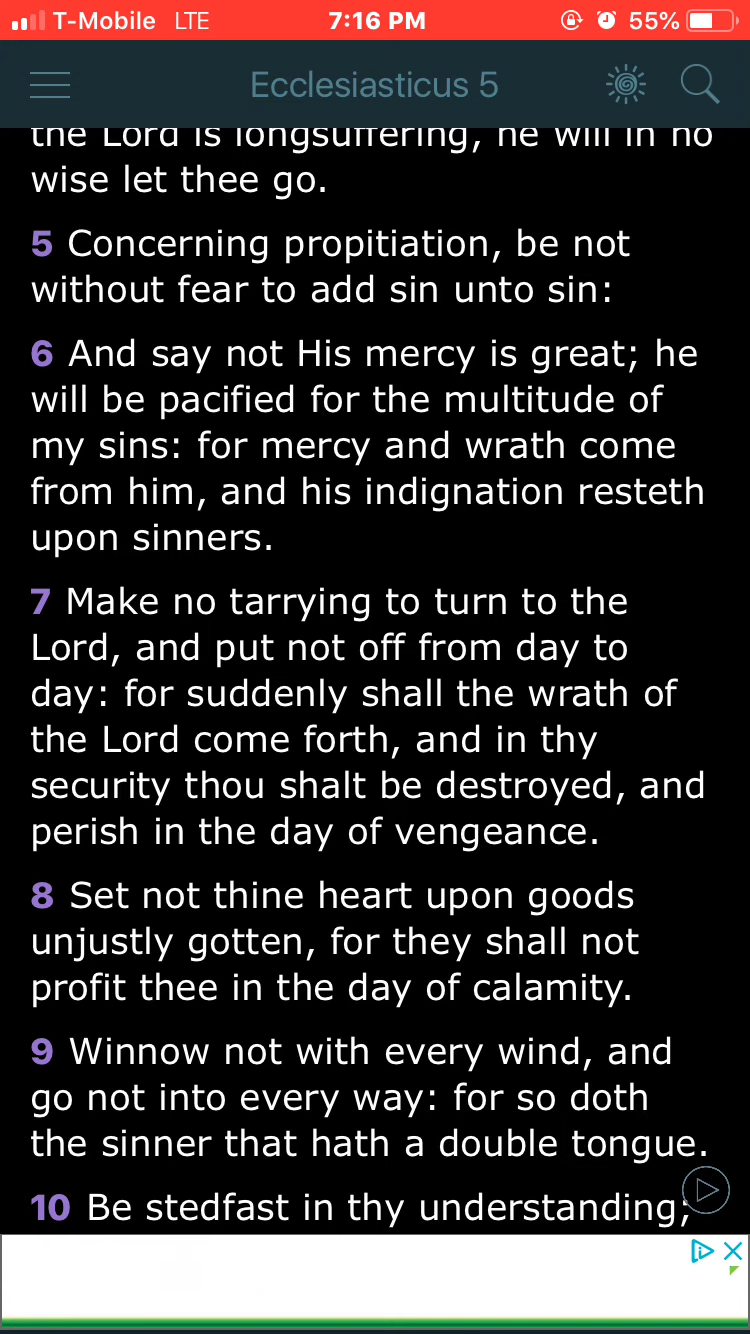 T-Mobile LTE 7:16 PM 55%
Ecclesiasticus 5
the Lord is longsuffering, he will in no
wise let thee go.
5 Concerning propitiation, be not
without fear to add sin unto sin:
6 And say not His mercy is great; he
will be pacified for the multitude of
my sins: for mercy and wrath come
from him, and his indignation resteth
upon sinners.
7 Make no tarrying to turn to the
Lord, and put not off from day to
day: for suddenly shall the wrath of
the Lord come forth, and in thy
security thou shalt be destroyed, and
perish in the day of vengeance.
8 Set not thine heart upon goods
unjustly gotten, for they shall not
profit thee in the day of calamity.
9 Winnow not with every wind, and
go not into every way: for so doth
the sinner that hath a double tongue.
10 Be stedfast in thy understanding;